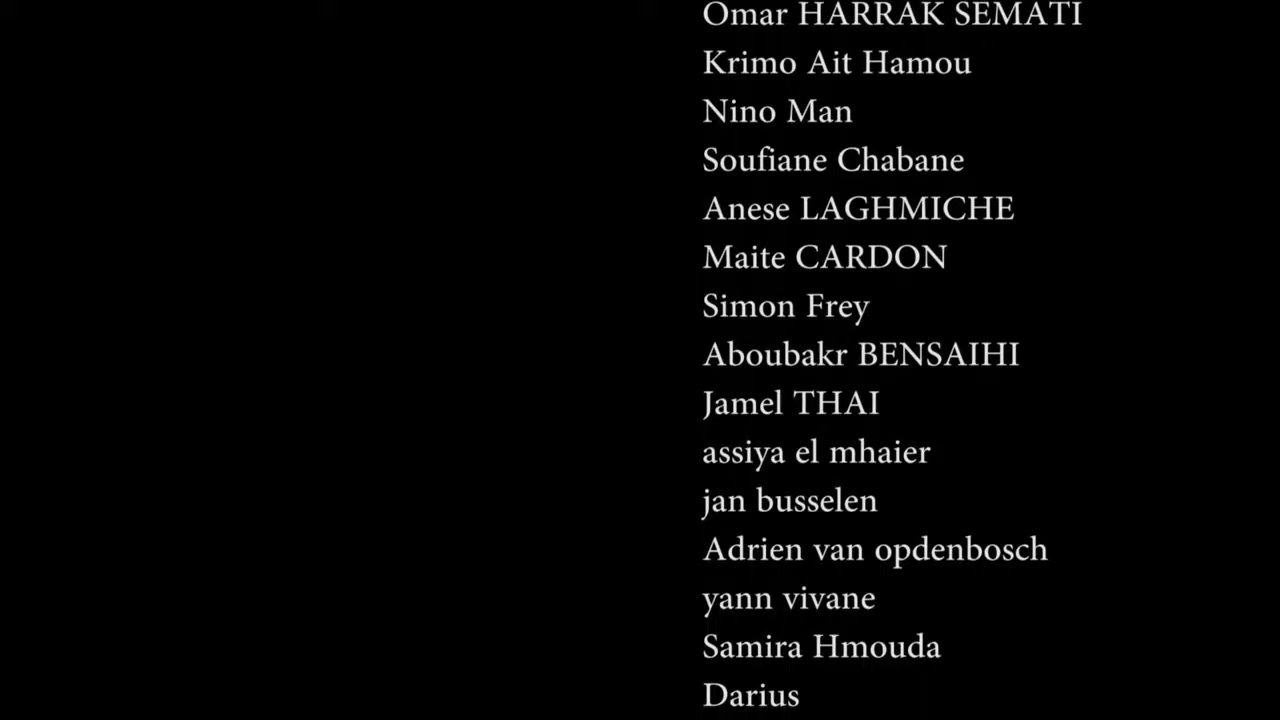 Omar HARRAK SEMATI
Krimo Ait Hamou
Nino Man
Soufiane Chabane
Anese LAGHMICHE
Maite CARDON
Simon Frey
Aboubakr BENSAIHI
Jamel THAI
assiya el mhaier
jan busselen
Adrien van opdenbosch
yann vivane
Samira Hmouda
Darius